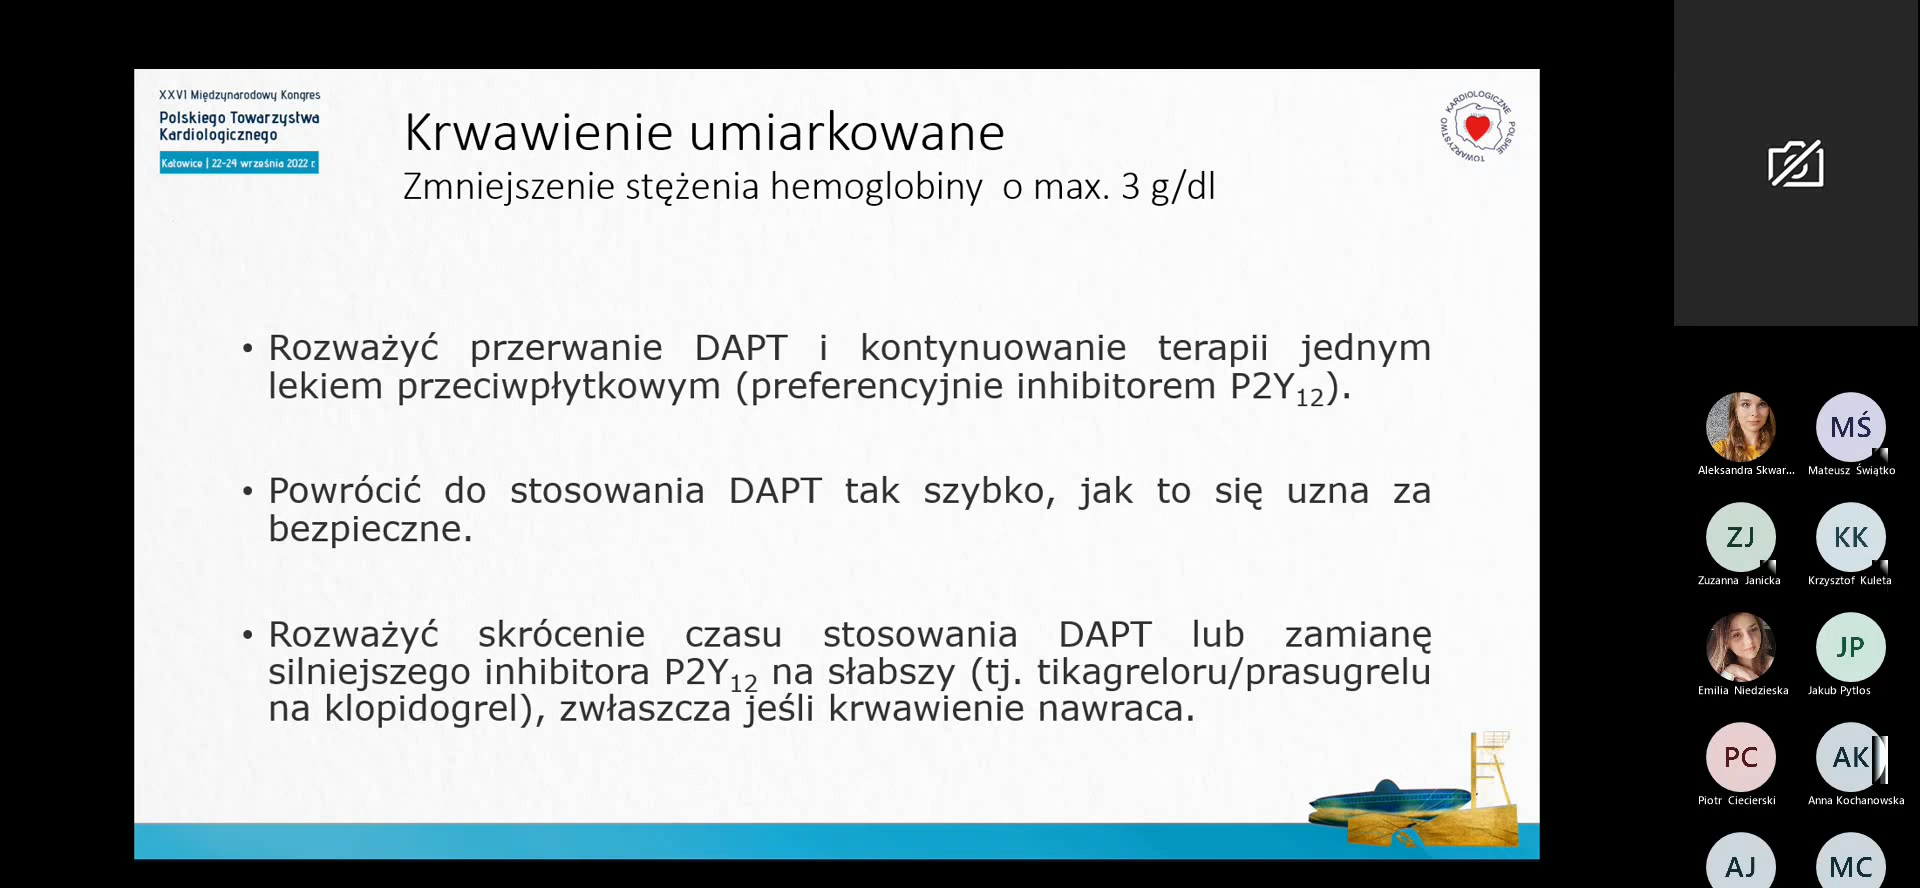 XXVI Międzynarodowy Kongres
Polskiego Towarzystwa
Kardiologicznego
Katowice | 22-24 września 2022 r.
Krwawienie umiarkowane
Zmniejszenie stężenia hemoglobiny o max. 3 g/dl
KARDIOLOGICZNE
POLSKIE
TOWARZYSTWO
• Rozważyć przerwanie DAPT i kontynuowanie terapii jednym
lekiem przeciwpłytkowym (preferencyjnie inhibitorem P2Y12).
• Powrócić do stosowania DAPT tak szybko, jak to się uzna za
bezpieczne.
• Rozważyć skrócenie czasu stosowania DAPT lub zamianę
silniejszego inhibitora P2Y12 na słabszy (tj. tikagreloru/prasugrelu
na klopidogrel), zwłaszcza jeśli krwawienie nawraca.
MŚ
Aleksandra Skwar... Mateusz Świątko
ZJ KK
Zuzanna Janicka Krzysztof Kuleta
JP
Emilia Niedzieska Jakub Pytlos
PC AK
Piotr Ciecierski Anna Kochanowska
AJ MC